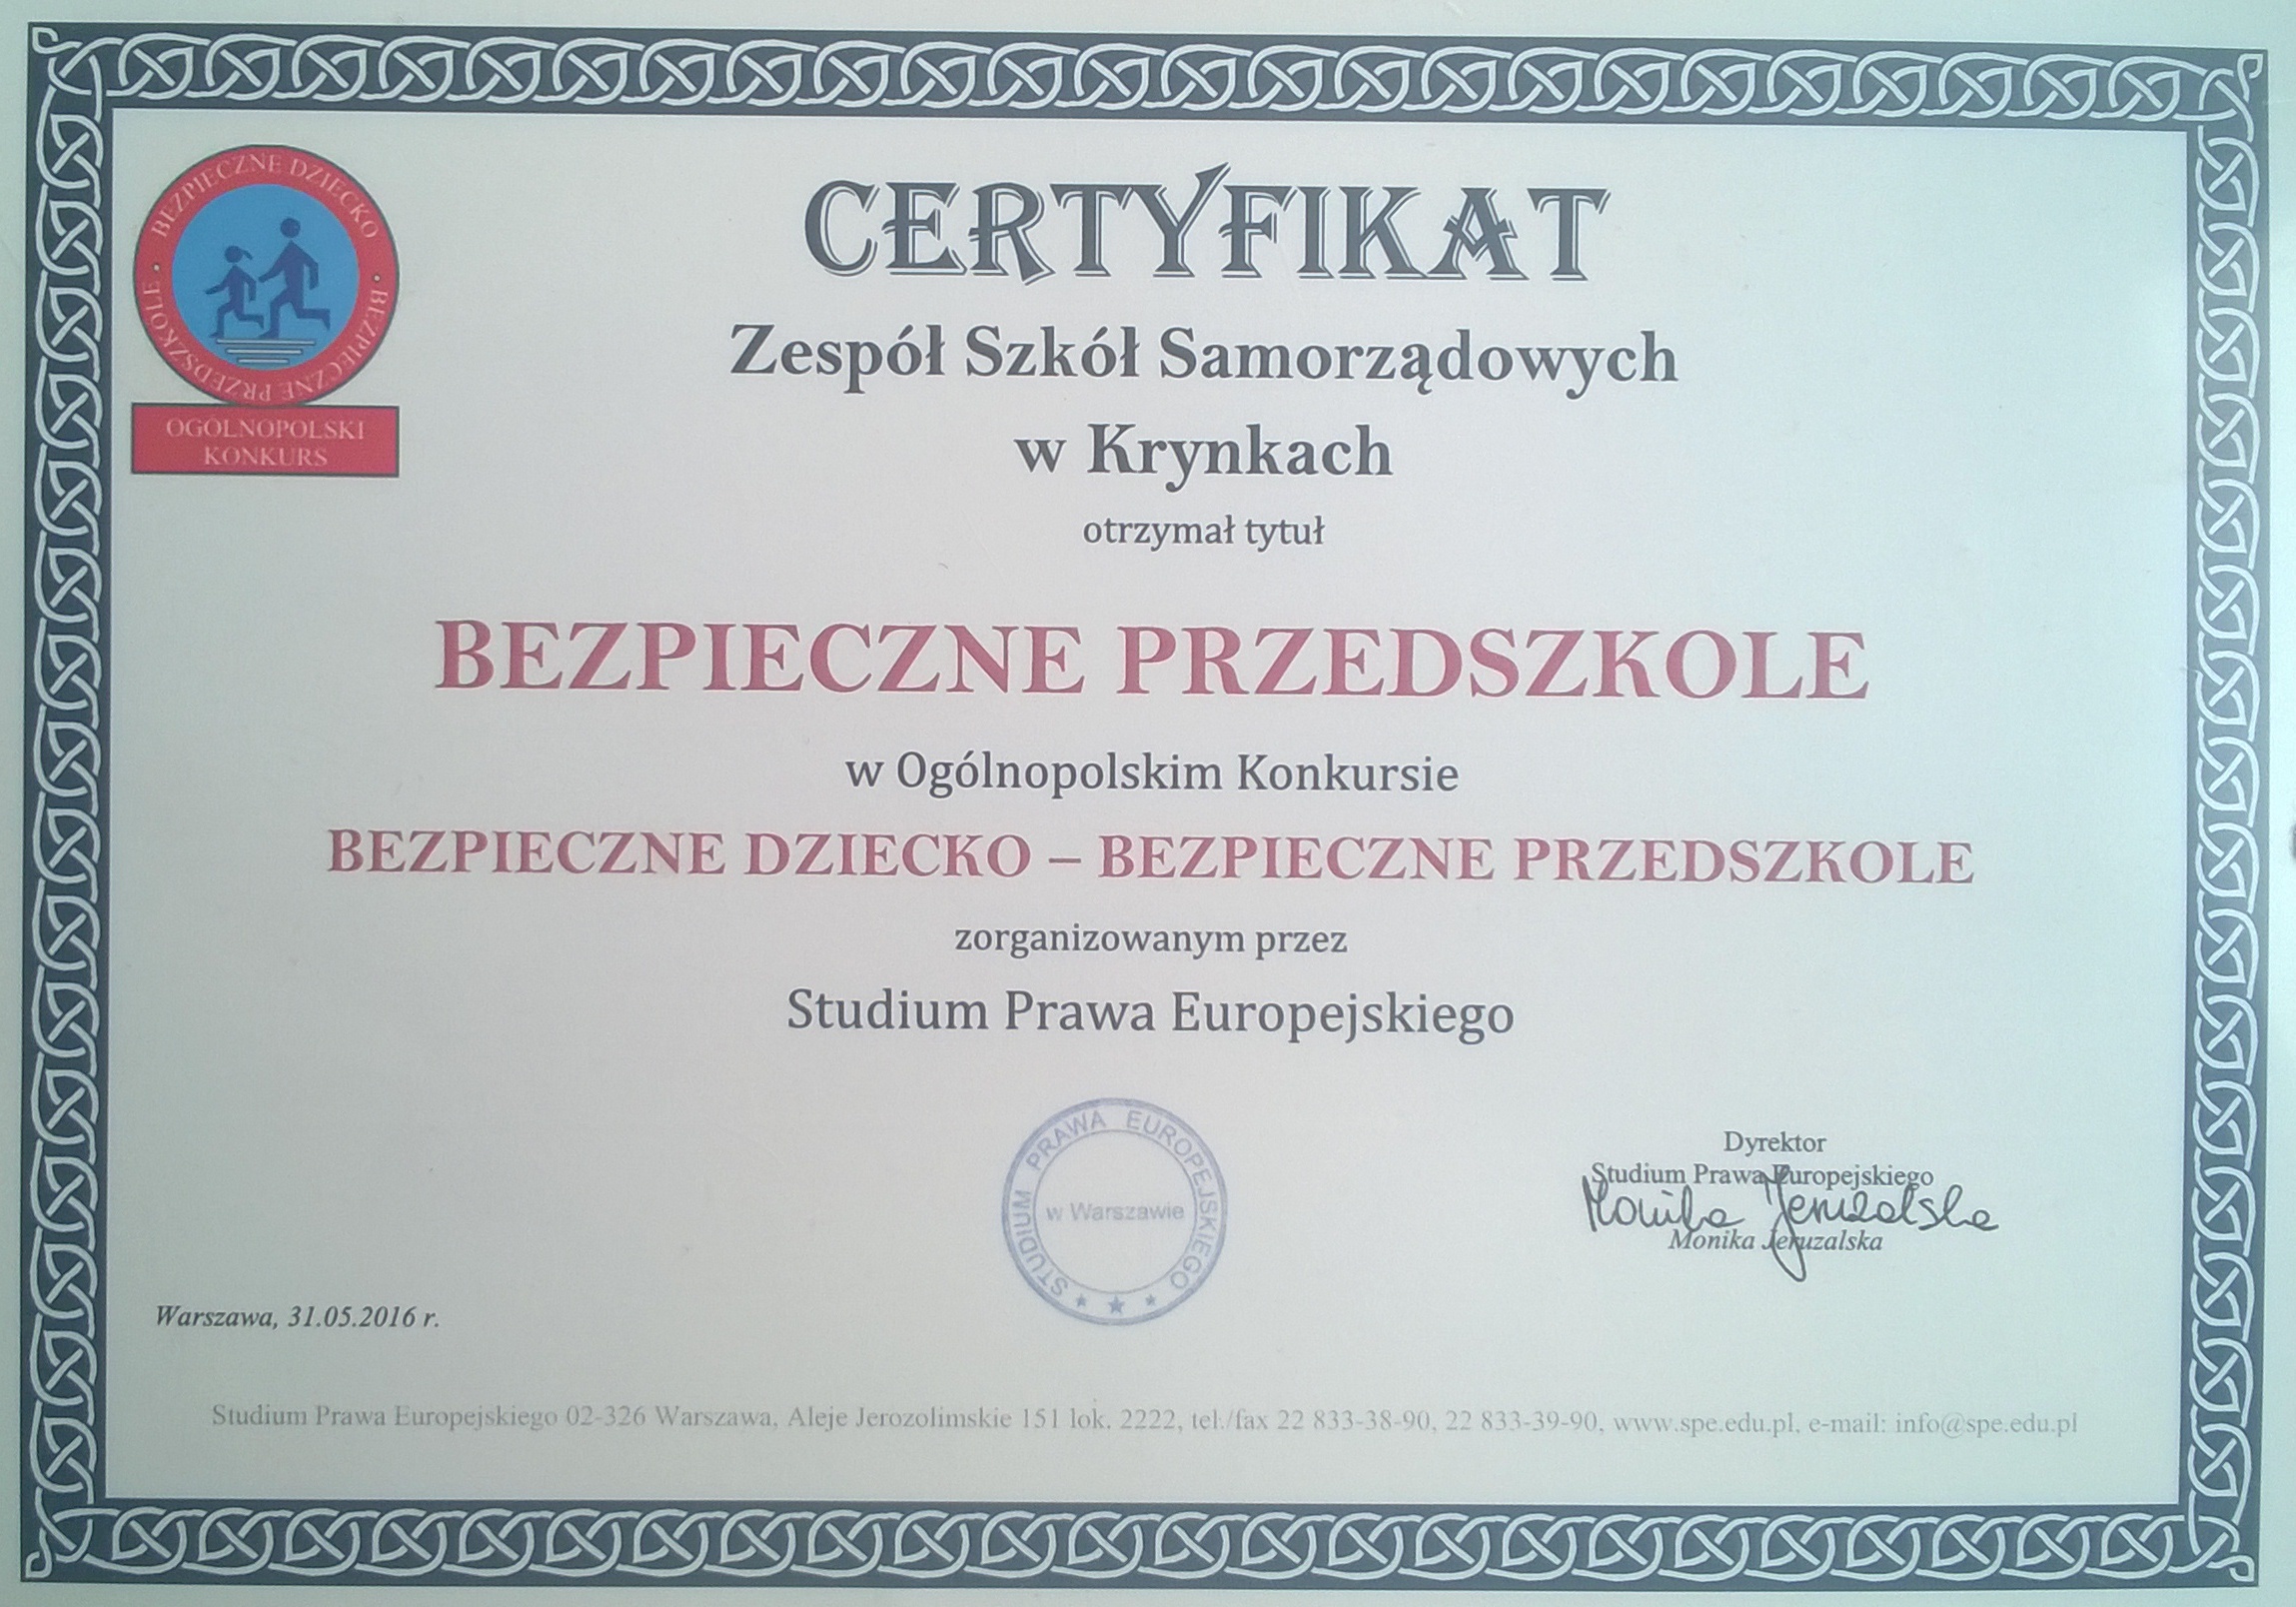 BEZPIECZNE DZIECKO · BEZPIECZNE PRZEDSZKOLE ·
OGÓLNOPOLSKI
KONKURS
CERTYFIKAT
Zespół Szkół Samorządowych
w Krynkach
otrzymał tytuł
BEZPIECZNE PRZEDSZKOLE
w Ogólnopolskim Konkursie
BEZPIECZNE DZIECKO – BEZPIECZNE PRZEDSZKOLE
zorganizowanym przez
Studium Prawa Europejskiego
STUDIUM PRAWA EUROPEJSKIEGO
w Warszawie
Dyrektor
Studium Prawa Europejskiego
Monika Jeruzalska
Monika Jeruzalska
Warszawa, 31.05.2016 r.
Studium Prawa Europejskiego 02-326 Warszawa, Aleje Jerozolimskie 151 lok. 2222, tel./fax 22 833-38-90, 22 833-39-90, www.spe.edu.pl, e-mail: info@spe.edu.pl